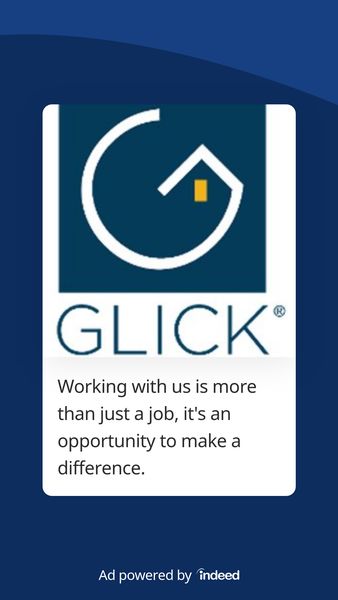 GLICK®
Working with us is more
than just a job, it's an
opportunity to make a
difference.
Ad powered by indeed